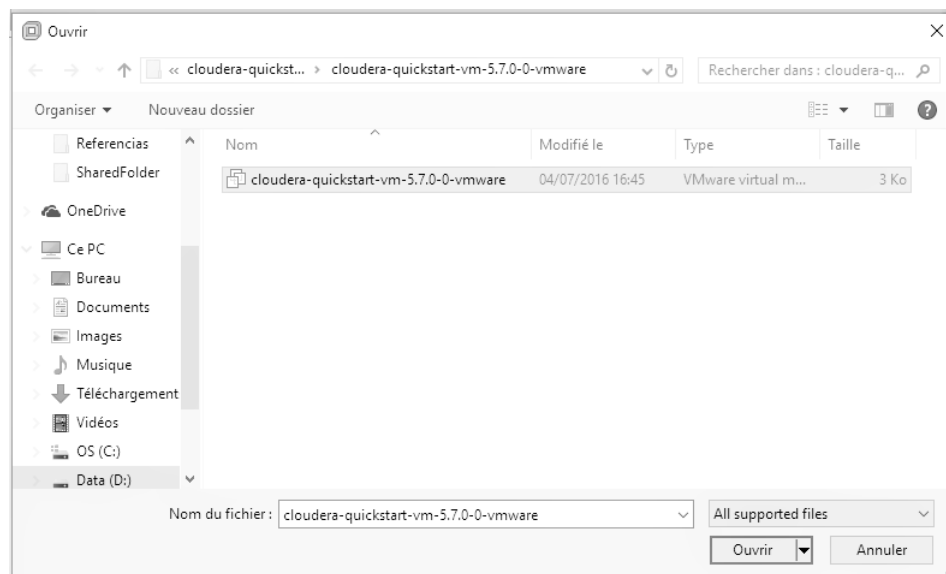 Ouvrir
« cloudera-quickst... › cloudera-quickstart-vm-5.7.0-0-vmware
Rechercher dans : cloudera-q...
Organiser
Nouveau dossier
Referencias
SharedFolder
OneDrive
Ce PC
Bureau
Documents
Images
Musique
Téléchargement
Vidéos
OS (C:)
Data (D:)
Nom
Modifié le
Type
Taille
cloudera-quickstart-vm-5.7.0-0-vmware
04/07/2016 16:45
VMware virtual m...
3 Ko
Nom du fichier :
cloudera-quickstart-vm-5.7.0-0-vmware
All supported files
Ouvrir
Annuler